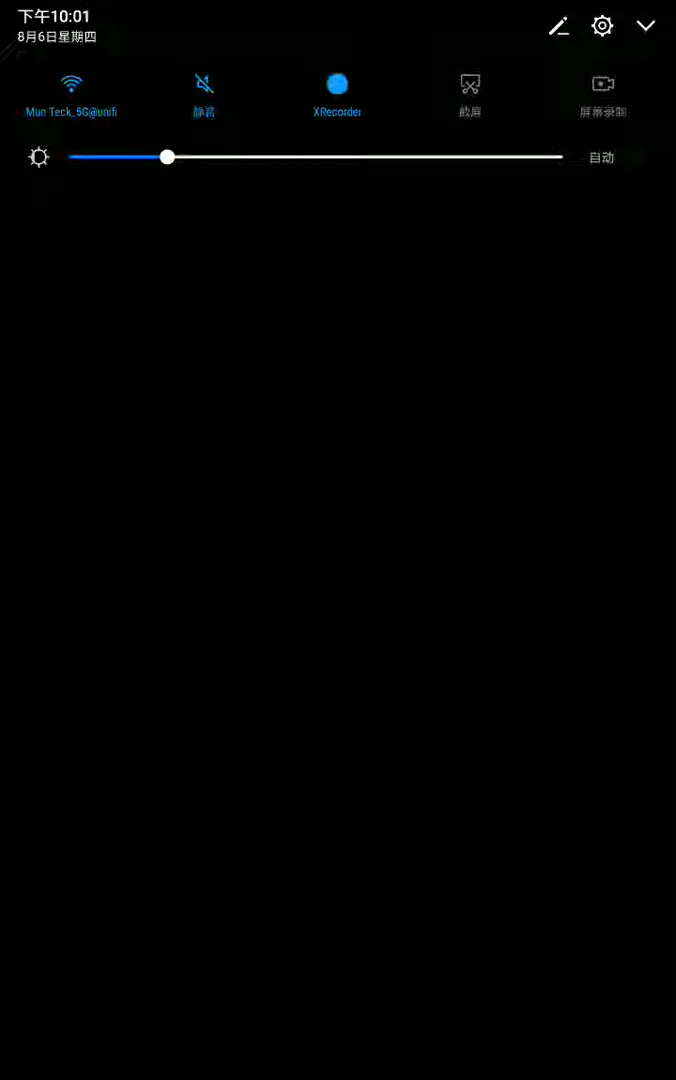 下午10:01
8月6日星期四
Mun Teck_5G@unifi
静音
XRecorder
截屏
屏幕录制
自动